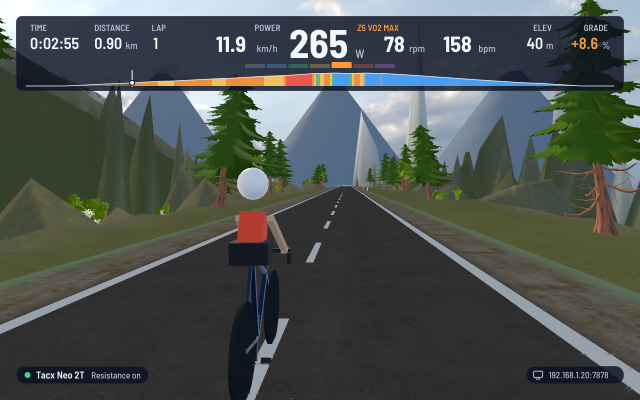 TIME DISTANCE LAP POWER Z5 VO2 MAX ELEV GRADE
0:02:55 0.90 km 1 11.9 km/h 265 W 78 rpm 158 bpm 40 m +8.6 %
Tacx Neo 2T Resistance on
192.168.1.20:7878